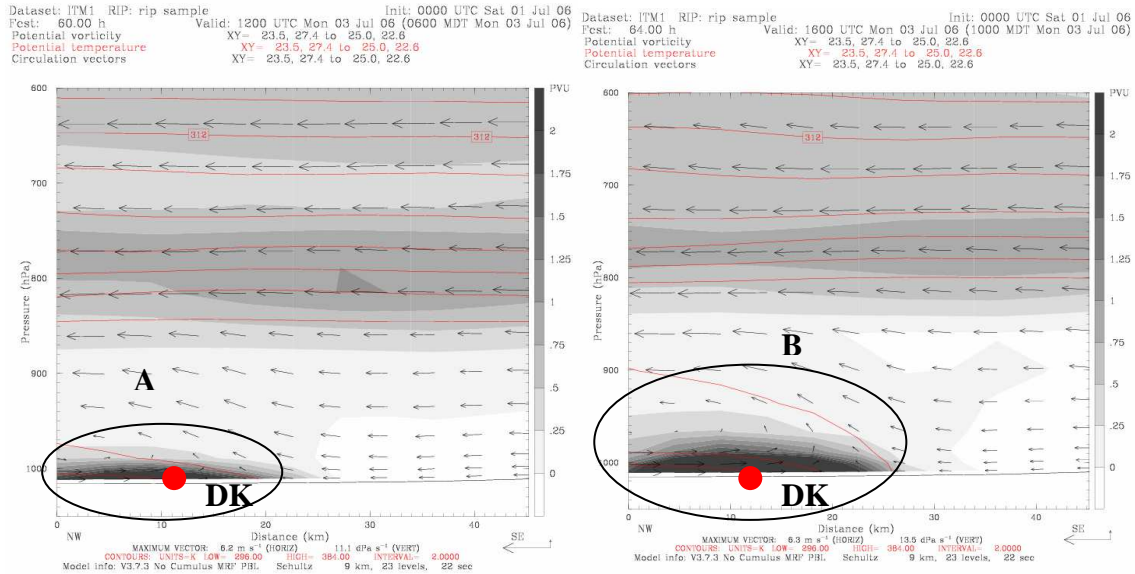 Dataset: ITM1 RIP: rip sample Init: 0000 UTC Sat 01 Jul 06
Fcst: 60.00 h Valid: 1200 UTC Mon 03 Jul 06 (0600 MDT Mon 03 Jul 06)
Potential vorticity XY= 23.5, 27.4 to 25.0, 22.6
Potential temperature XY= 23.5, 27.4 to 25.0, 22.6
Circulation vectors XY= 23.5, 27.4 to 25.0, 22.6
PVU
600
700
800
900
1000
Pressure (hPa)
312
312
2
1.75
1.5
1.25
1
.75
.5
.25
0
A
DK
0 10 20 30 40
NW Distance (km) SE
MAXIMUM VECTOR: 6.2 m s⁻¹ (HORIZ) 11.1 dPa s⁻¹ (VERT)
CONTOURS: UNITS=K LOW= 296.00 HIGH= 384.00 INTERVAL= 2.0000
Model info: V3.7.3 No Cumulus MRF PBL Schultz 9 km, 23 levels, 22 sec
Dataset: ITM1 RIP: rip sample Init: 0000 UTC Sat 01 Jul 06
Fcst: 64.00 h Valid: 1600 UTC Mon 03 Jul 06 (1000 MDT Mon 03 Jul 06)
Potential vorticity XY= 23.5, 27.4 to 25.0, 22.6
Potential temperature XY= 23.5, 27.4 to 25.0, 22.6
Circulation vectors XY= 23.5, 27.4 to 25.0, 22.6
PVU
600
700
800
900
1000
Pressure (hPa)
312
2
1.75
1.5
1.25
1
.75
.5
.25
0
B
DK
0 10 20 30 40
NW Distance (km) SE
MAXIMUM VECTOR: 6.3 m s⁻¹ (HORIZ) 13.5 dPa s⁻¹ (VERT)
CONTOURS: UNITS=K LOW= 296.00 HIGH= 384.00 INTERVAL= 2.0000
Model info: V3.7.3 No Cumulus MRF PBL Schultz 9 km, 23 levels, 22 sec